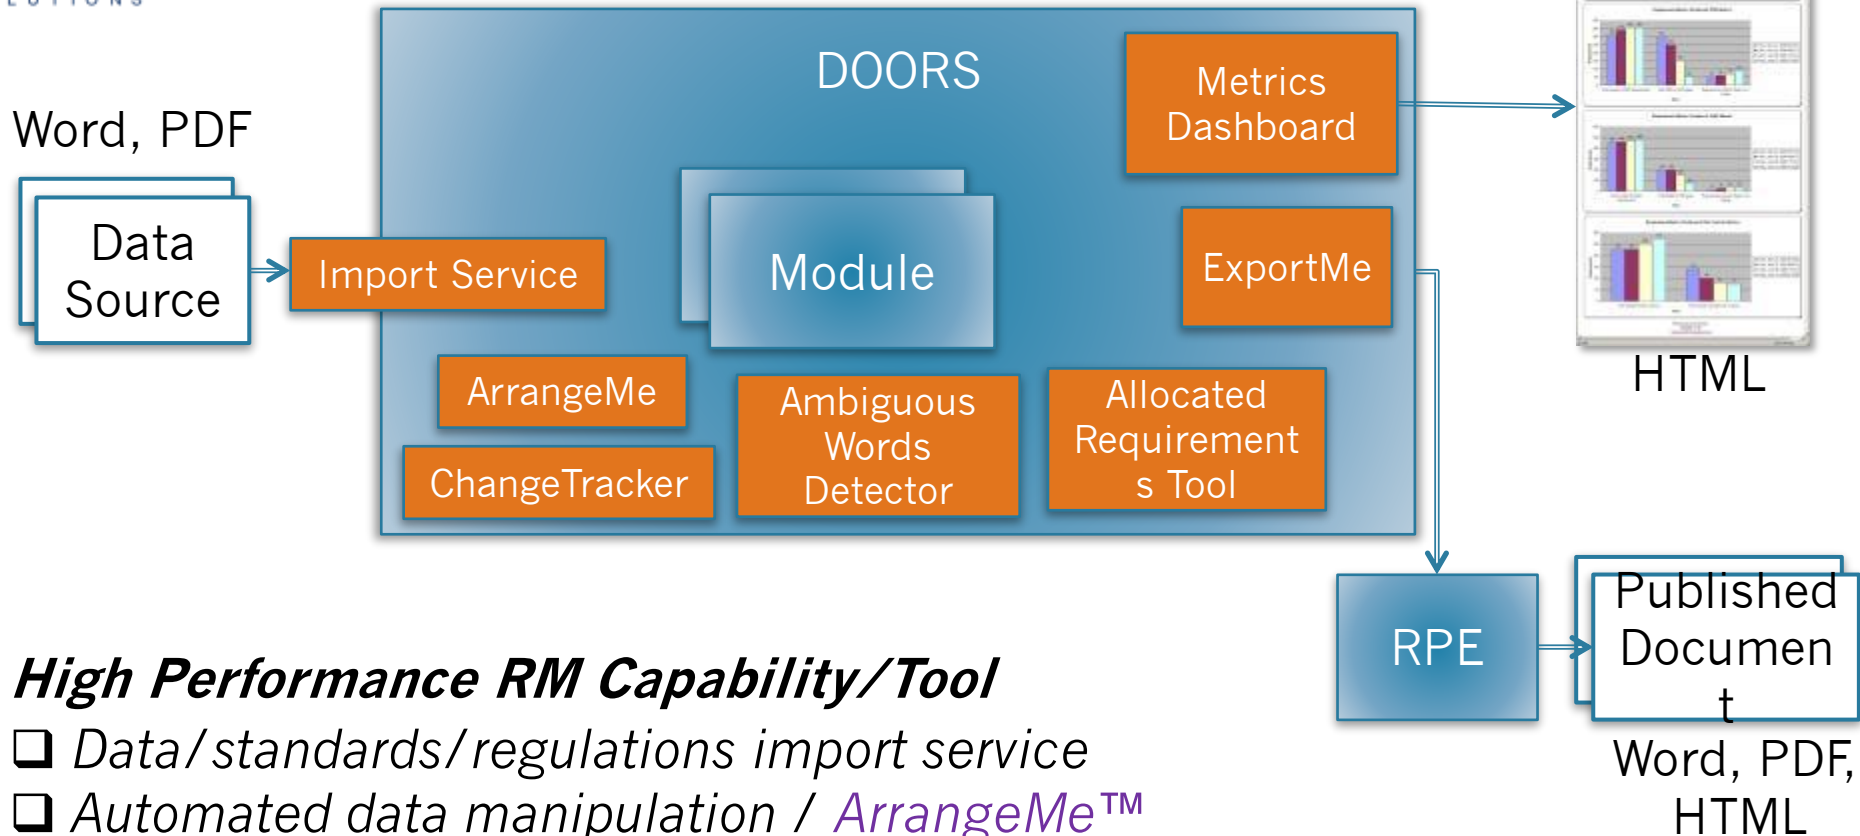 DOORS
Metrics
Dashboard
Word, PDF
Data
Source
Import Service
Module
ExportMe
HTML
ArrangeMe
ChangeTracker
Ambiguous
Words
Detector
Allocated
Requirement
s Tool
RPE
Published
Documen
t
Word, PDF,
HTML
High Performance RM Capability/Tool
Data/standards/regulations import service
Automated data manipulation / ArrangeMe™